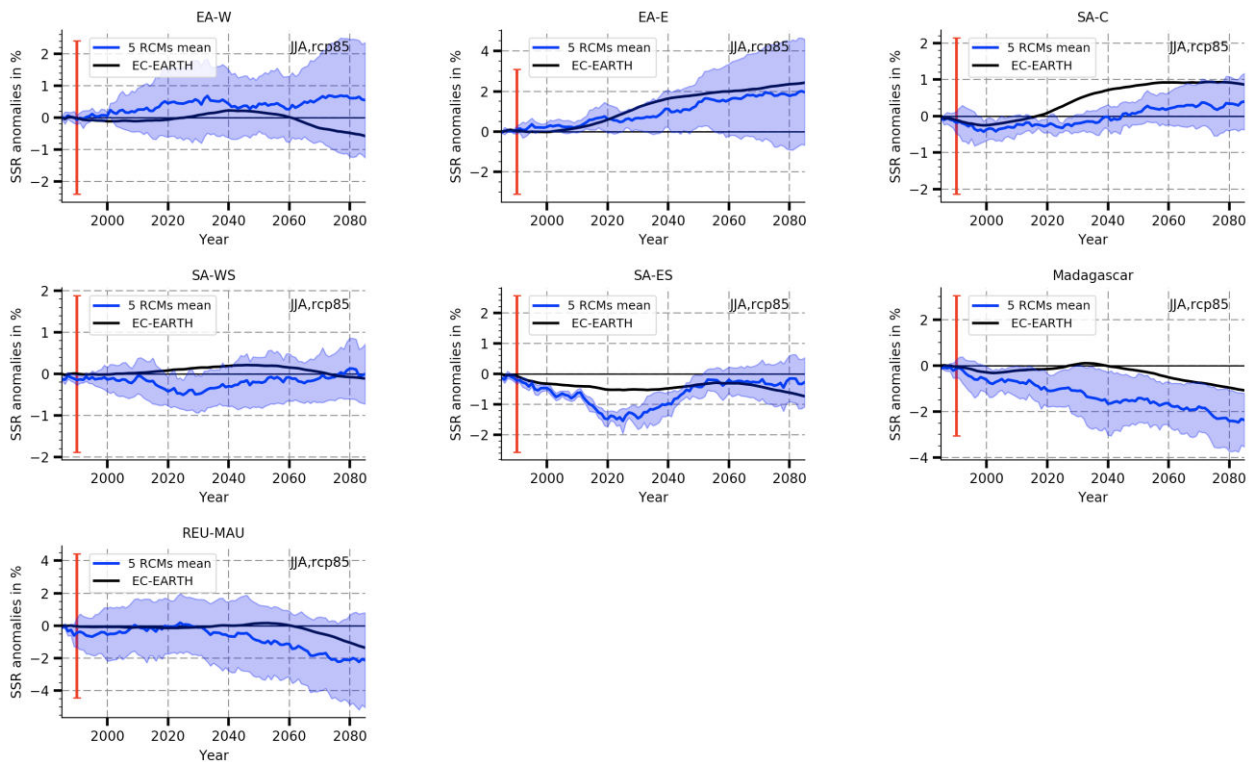 EA-W
SSR anomalies in %
2
1
0
−1
−2
5 RCMs mean
EC-EARTH
JJA,rcp85
2000 2020 2040 2060 2080
Year
EA-E
SSR anomalies in %
4
2
0
−2
5 RCMs mean
EC-EARTH
JJA,rcp85
2000 2020 2040 2060 2080
Year
SA-C
SSR anomalies in %
2
1
0
−1
−2
5 RCMs mean
EC-EARTH
JJA,rcp85
2000 2020 2040 2060 2080
Year
SA-WS
SSR anomalies in %
2
1
0
−1
−2
5 RCMs mean
EC-EARTH
JJA,rcp85
2000 2020 2040 2060 2080
Year
SA-ES
SSR anomalies in %
2
1
0
−1
−2
5 RCMs mean
EC-EARTH
JJA,rcp85
2000 2020 2040 2060 2080
Year
Madagascar
SSR anomalies in %
2
0
−2
−4
5 RCMs mean
EC-EARTH
JJA,rcp85
2000 2020 2040 2060 2080
Year
REU-MAU
SSR anomalies in %
4
2
0
−2
−4
5 RCMs mean
EC-EARTH
JJA,rcp85
2000 2020 2040 2060 2080
Year